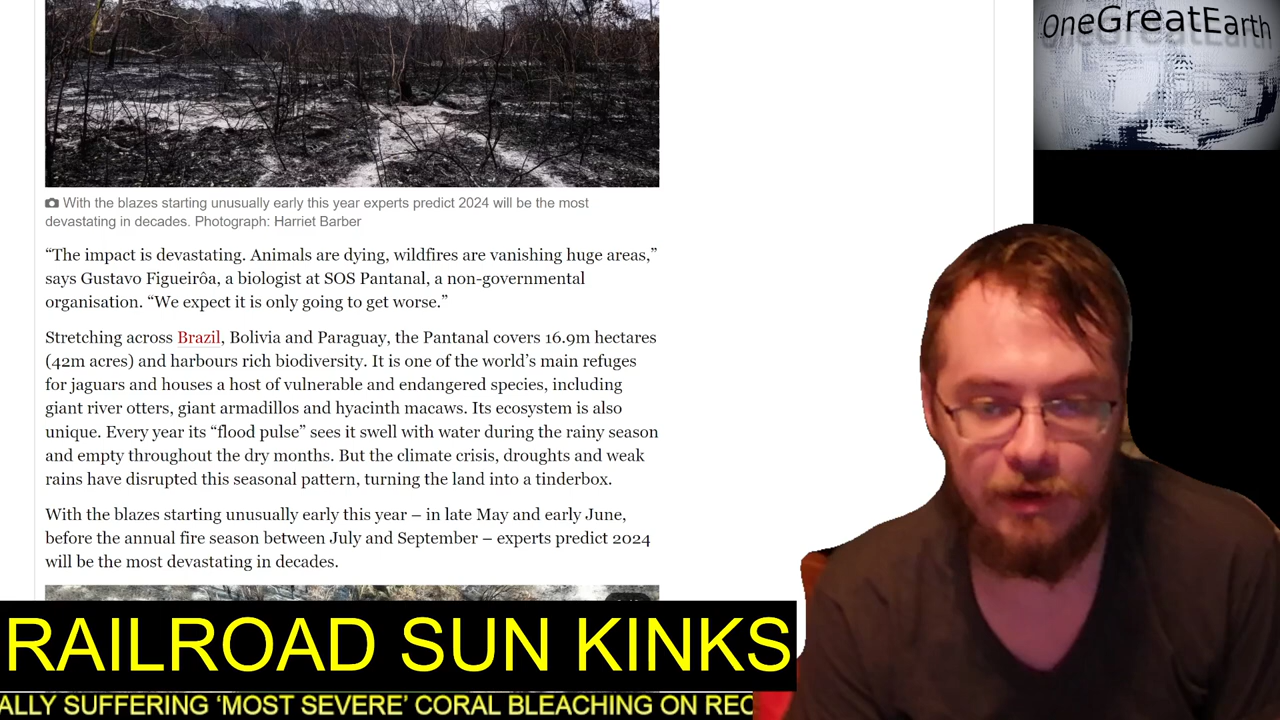 OneGreatEarth
With the blazes starting unusually early this year experts predict 2024 will be the most
devastating in decades. Photograph: Harriet Barber
“The impact is devastating. Animals are dying, wildfires are vanishing huge areas,”
says Gustavo Figueirôa, a biologist at SOS Pantanal, a non-governmental
organisation. “We expect it is only going to get worse.”
Stretching across Brazil, Bolivia and Paraguay, the Pantanal covers 16.9m hectares
(42m acres) and harbours rich biodiversity. It is one of the world’s main refuges
for jaguars and houses a host of vulnerable and endangered species, including
giant river otters, giant armadillos and hyacinth macaws. Its ecosystem is also
unique. Every year its “flood pulse” sees it swell with water during the rainy season
and empty throughout the dry months. But the climate crisis, droughts and weak
rains have disrupted this seasonal pattern, turning the land into a tinderbox.
With the blazes starting unusually early this year – in late May and early June,
before the annual fire season between July and September – experts predict 2024
will be the most devastating in decades.
RAILROAD SUN KINKS
ALLY SUFFERING ‘MOST SEVERE’ CORAL BLEACHING ON REC